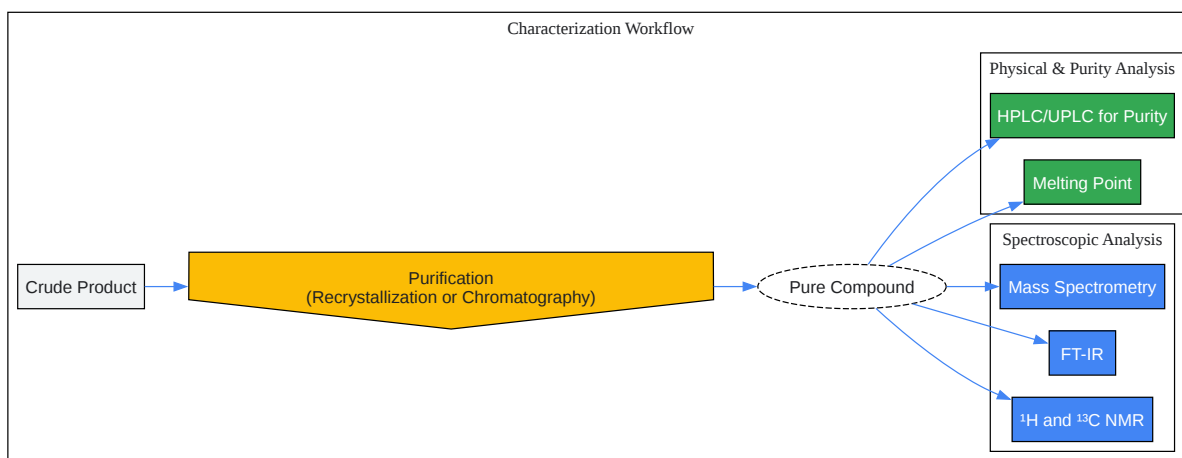 Characterization Workflow
Physical & Purity Analysis
HPLC/UPLC for Purity
Melting Point
Spectroscopic Analysis
Crude Product
Purification
(Recrystallization or Chromatography)
Pure Compound
Mass Spectrometry
FT-IR
¹H and ¹³C NMR